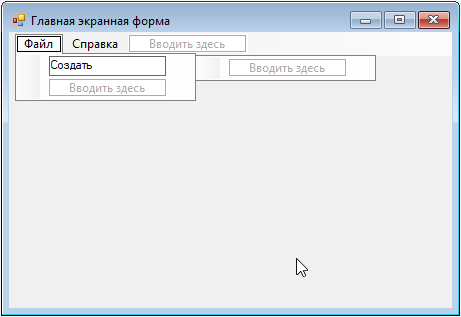 Главная экранная форма
Файл Справка Вводить здесь
Создать Вводить здесь
Вводить здесь